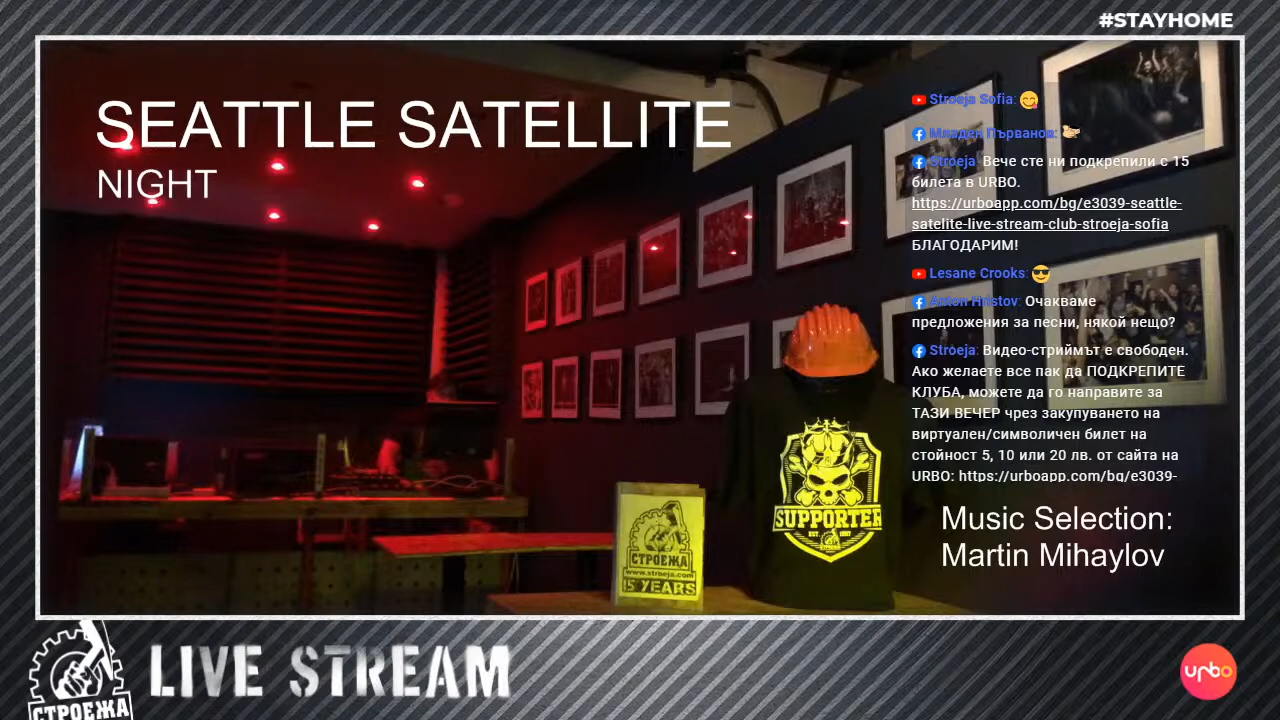 #STAYHOME
SEATTLE SATELLITE
NIGHT
Stroeja Sofia:
Младен Първанов:
Stroeja: Вече сте ни подкрепили с 15
билета в URBO.
https://urboapp.com/bg/e3039-seattle-
satelite-live-stream-club-stroeja-sofia
БЛАГОДАРИМ!
Lesane Crooks:
Anton Hristov: Очакваме
предложения за песни, някой нещо?
Stroeja: Видео-стриймът е свободен.
Ако желаете все пак да ПОДКРЕПИТЕ
КЛУБА, можете да го направите за
ТАЗИ ВЕЧЕР чрез закупуването на
виртуален/символичен билет на
стойност 5, 10 или 20 лв. от сайта на
URBO: https://urboapp.com/bg/e3039-
SUPPORTER
EST. 1997
СТРОЕЖА
www.stroeja.com
15 YEARS
Music Selection:
Martin Mihaylov
СТРОЕЖА
LIVE STREAM
urbo